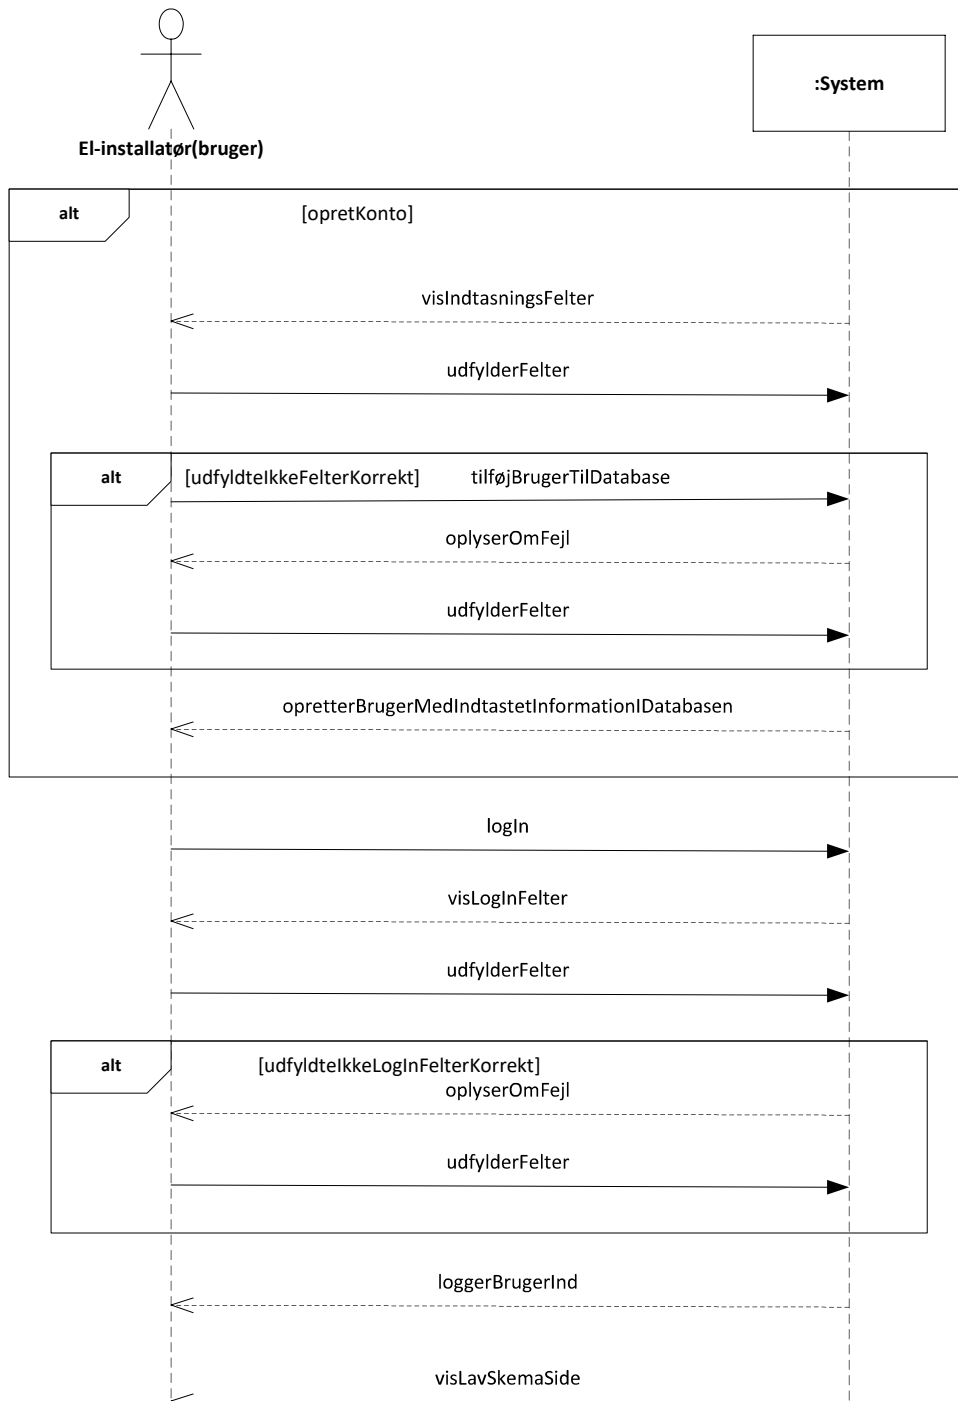 :System
El-installatør(bruger)
alt [opretKonto]
visIndtasningsFelter
udfylderFelter
alt [udfyldteIkkeFelterKorrekt] tilføjBrugerTilDatabase
oplyserOmFejl
udfylderFelter
opretterBrugerMedIndtastetInformationIDatabasen
logIn
visLogInFelter
udfylderFelter
alt [udfyldteIkkeLogInFelterKorrekt]
oplyserOmFejl
udfylderFelter
loggerBrugerInd
visLavSkemaSide